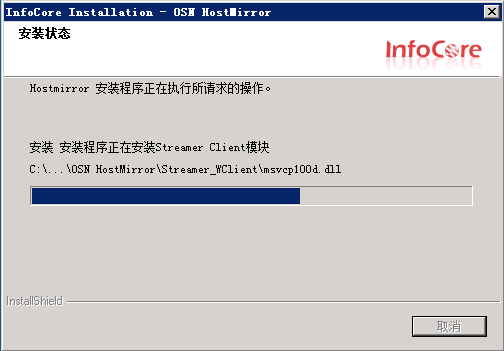 InfoCore Installation - OSN HostMirror
安装状态
InfoCore
Hostmirror 安装程序正在执行所请求的操作。
安装 安装程序正在安装Streamer Client模块
C:\...\OSN HostMirror\Streamer_WClient\msvcp100d.dll
InstallShield
取消